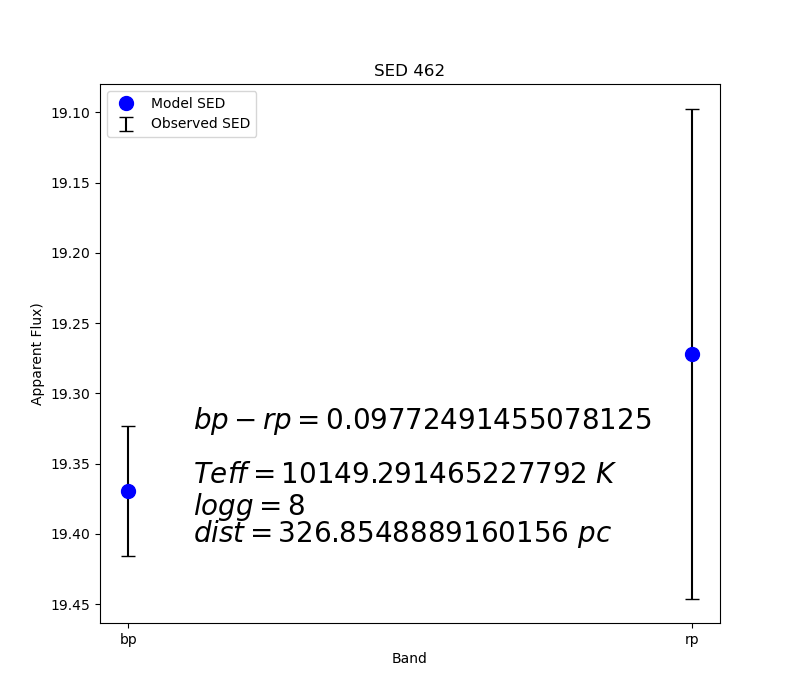 SED 462
Model SED
Observed SED
19.10
19.15
19.20
19.25
19.30
19.35
19.40
19.45
Apparent Flux)
bp − rp = 0.09772491455078125
Teff = 10149.291465227792 K
logg = 8
dist = 326.8548889160156 pc
bp
rp
Band